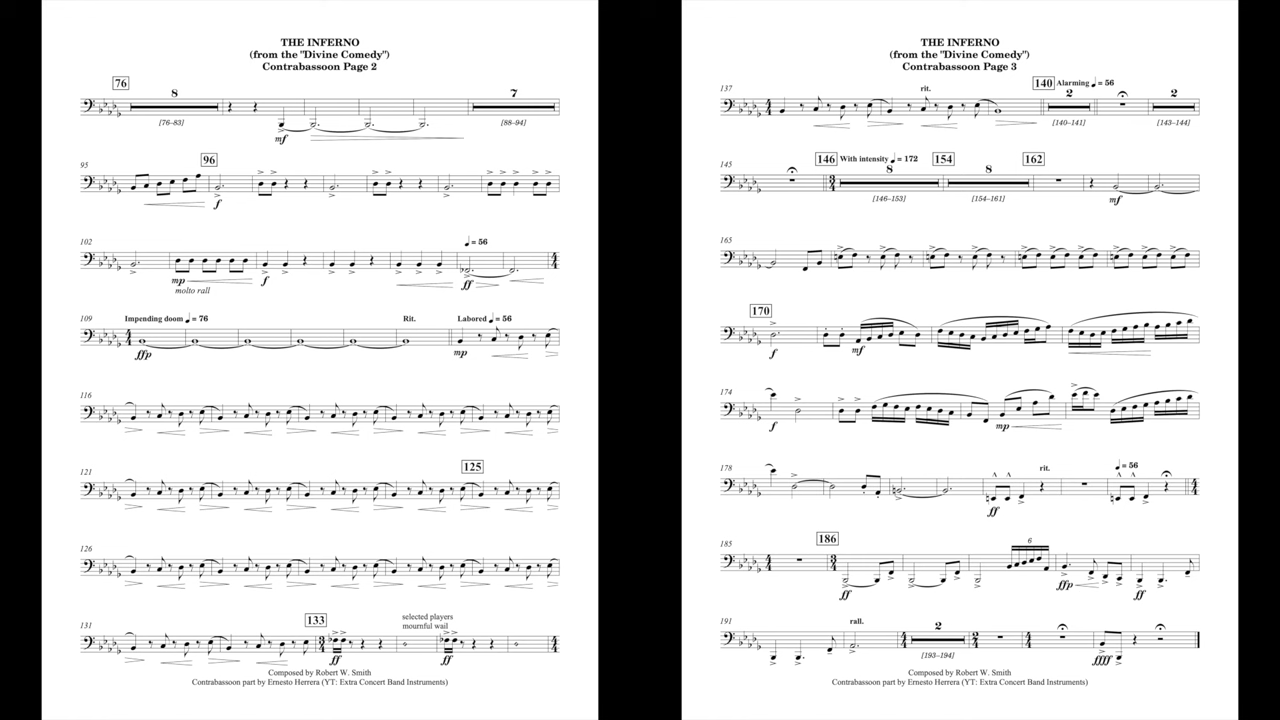 THE INFERNO
(from the "Divine Comedy")
Contrabassoon Page 2
76
8
7
[76–83]
[88–94]
mf
95
96
f
102
♩ = 56
mp
f
ff
molto rall
109
Impending doom ♩ = 76
Rit.
Labored ♩ = 56
ffp
mp
116
121
125
126
131
133
selected players
mournful wail
ff
ff
Composed by Robert W. Smith
Contrabassoon part by Ernesto Herrera (YT: Extra Concert Band Instruments)
THE INFERNO
(from the "Divine Comedy")
Contrabassoon Page 3
137
rit.
140 Alarming ♩ = 56
2
2
[140–141]
[143–144]
145
146 With intensity ♩ = 172
154
162
8
8
[146–153]
[154–161]
mf
165
170
f
mf
174
f
mp
178
rit.
♩ = 56
ff
185
186
6
ff
ffp
ff
191
rall.
2
[193–194]
ffff
Composed by Robert W. Smith
Contrabassoon part by Ernesto Herrera (YT: Extra Concert Band Instruments)